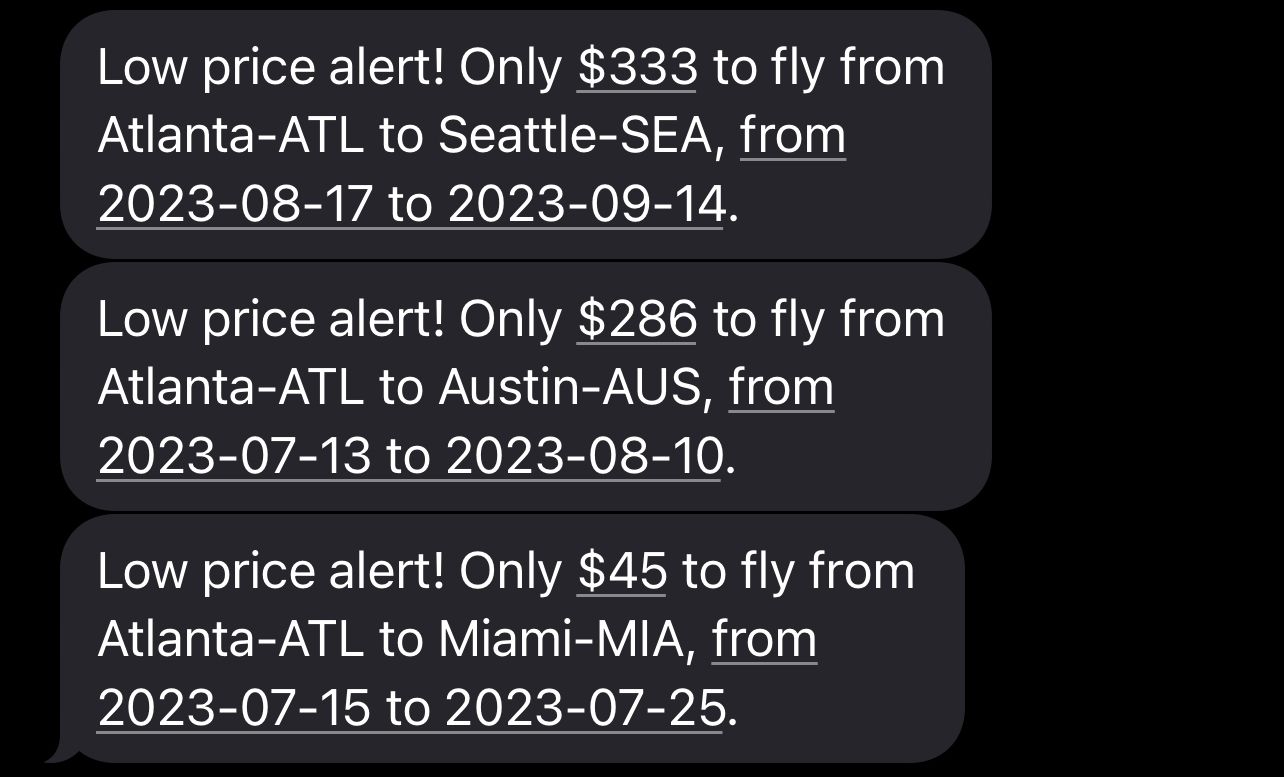 Low price alert! Only $333 to fly from
Atlanta-ATL to Seattle-SEA, from
2023-08-17 to 2023-09-14.
Low price alert! Only $286 to fly from
Atlanta-ATL to Austin-AUS, from
2023-07-13 to 2023-08-10.
Low price alert! Only $45 to fly from
Atlanta-ATL to Miami-MIA, from
2023-07-15 to 2023-07-25.